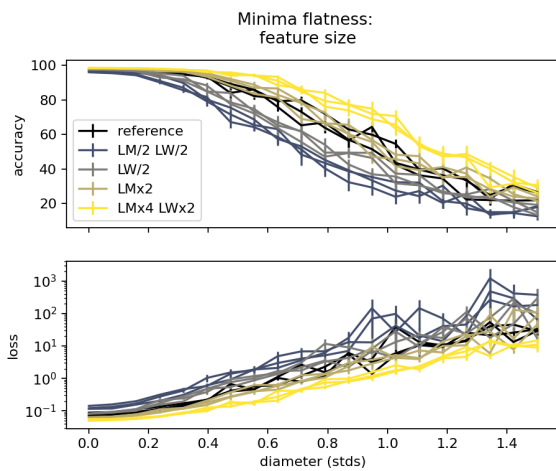 Minima flatness:
feature size
100
80
60
40
20
accuracy
reference
LM/2 LW/2
LW/2
LMx2
LMx4 LWx2
10³
10²
10¹
10⁰
10⁻¹
loss
0.0 0.2 0.4 0.6 0.8 1.0 1.2 1.4
diameter (stds)